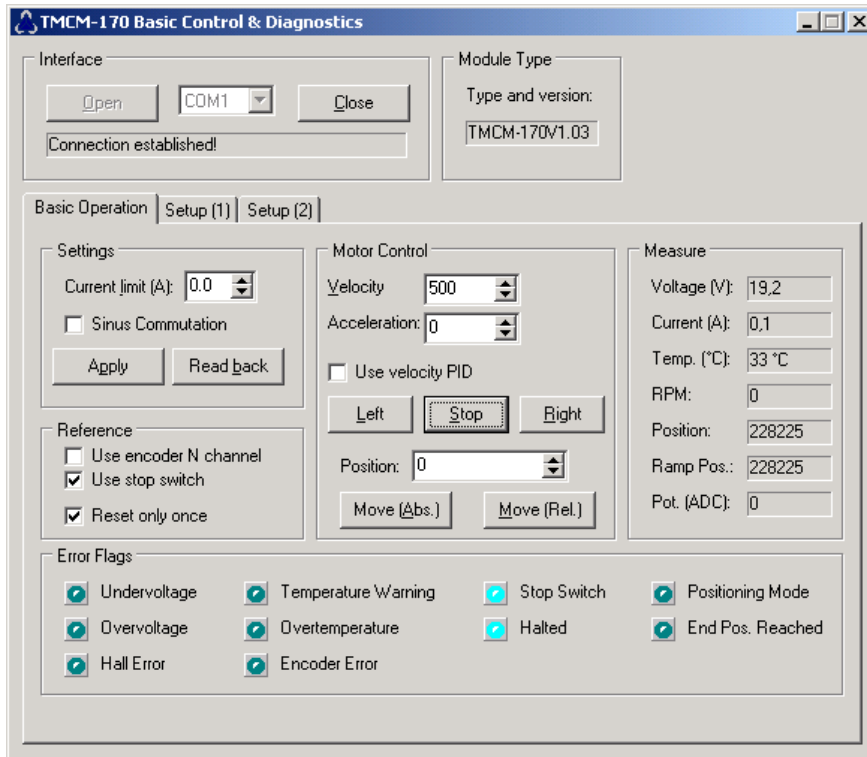 TMCM-170 Basic Control & Diagnostics
Interface
Open COM1 Close
Connection established!
Module Type
Type and version:
TMCM-170V1.03
Basic Operation Setup (1) Setup (2)
Settings
Current limit (A): 0.0
Sinus Commutation
Apply Read back
Reference
Use encoder N channel
Use stop switch
Reset only once
Motor Control
Velocity 500
Acceleration: 0
Use velocity PID
Left Stop Right
Position: 0
Move (Abs.) Move (Rel.)
Measure
Voltage (V): 19,2
Current (A): 0,1
Temp. (°C): 33 °C
RPM: 0
Position: 228225
Ramp Pos.: 228225
Pot. (ADC): 0
Error Flags
Undervoltage Temperature Warning Stop Switch Positioning Mode
Overvoltage Overtemperature Halted End Pos. Reached
Hall Error Encoder Error